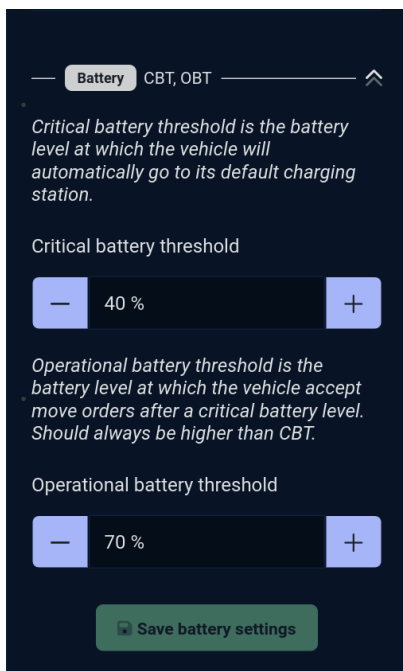 Battery CBT, OBT
Critical battery threshold is the battery
level at which the vehicle will
automatically go to its default charging
station.
Critical battery threshold
40 %
Operational battery threshold is the
battery level at which the vehicle accept
move orders after a critical battery level.
Should always be higher than CBT.
Operational battery threshold
70 %
Save battery settings